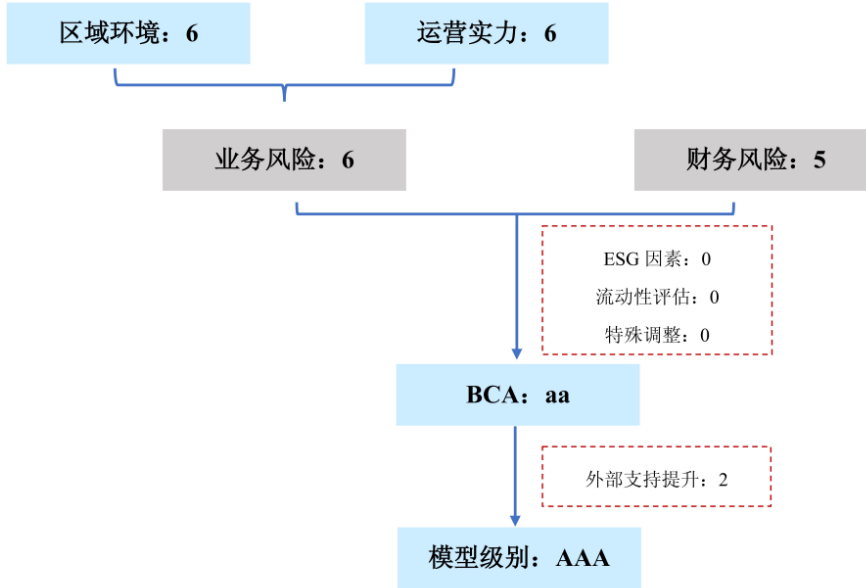 区域环境：6
运营实力：6
业务风险：6
财务风险：5
ESG 因素：0
流动性评估：0
特殊调整：0
BCA：aa
外部支持提升：2
模型级别：AAA